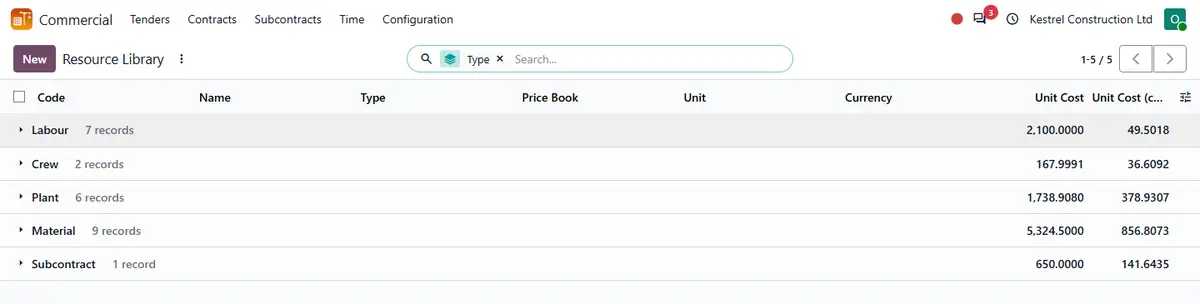 Commercial Tenders Contracts Subcontracts Time Configuration 3 Kestrel Construction Ltd O
New Resource Library Type Search... 1-5 / 5
Code Name Type Price Book Unit Currency Unit Cost Unit Cost (c...
Labour 7 records 2,100.0000 49.5018
Crew 2 records 167.9991 36.6092
Plant 6 records 1,738.9080 378.9307
Material 9 records 5,324.5000 856.8073
Subcontract 1 record 650.0000 141.6435